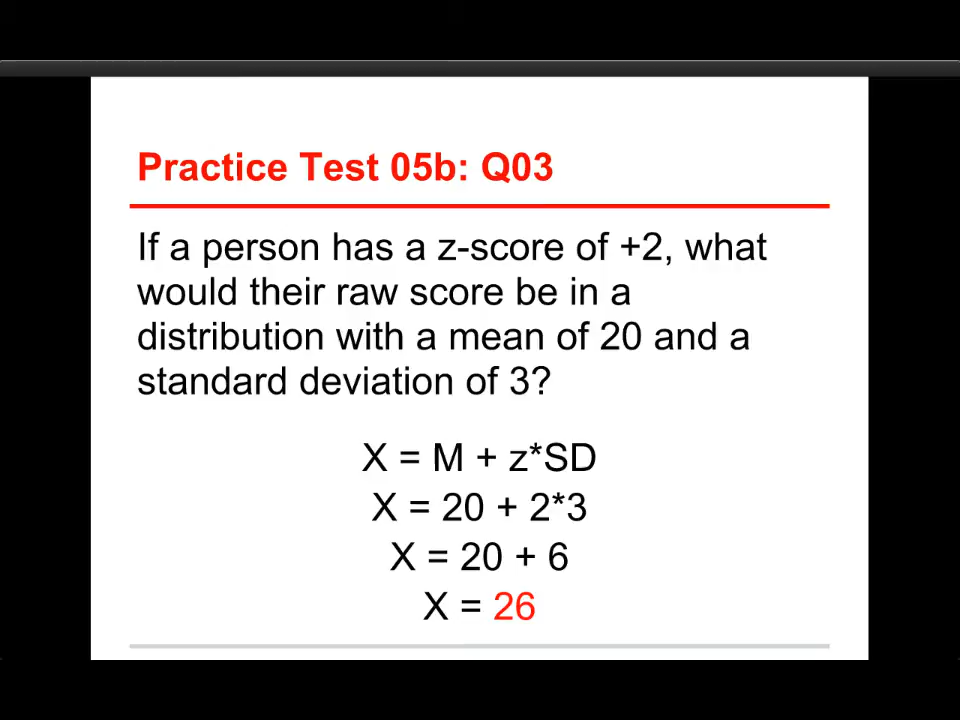 Practice Test 05b: Q03
If a person has a z-score of +2, what
would their raw score be in a
distribution with a mean of 20 and a
standard deviation of 3?
X = M + z*SD
X = 20 + 2*3
X = 20 + 6
X = 26